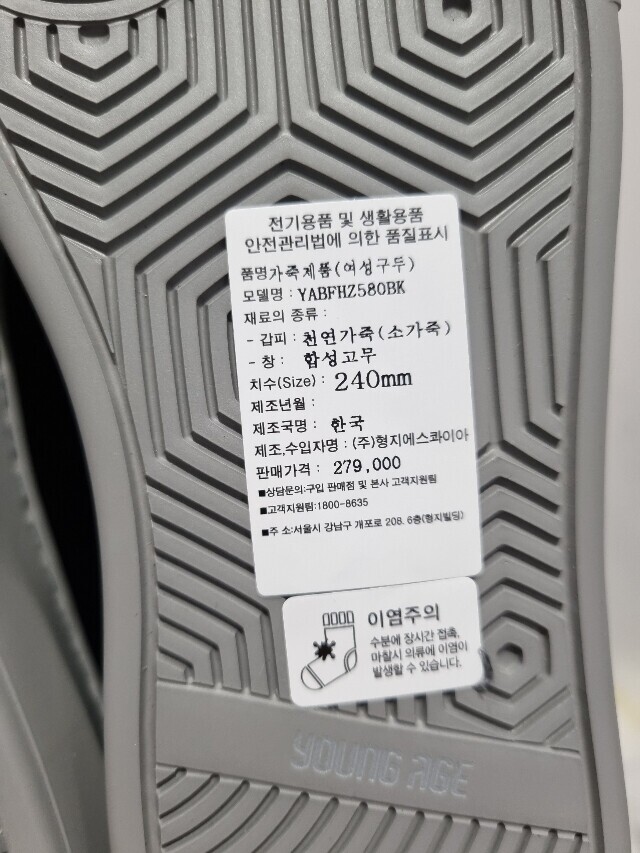 전기용품 및 생활용품
안전관리법에 의한 품질표시
품명가죽제품(여성구두)
모델명 : YABFHZ580BK
재료의 종류 :
- 갑피 : 천연가죽(소가죽)
- 창 : 합성고무
치수(Size) : 240mm
제조년월 :
제조국명 : 한국
제조,수입자명 : (주)형지에스콰이아
판매가격 : 279,000
■상담문의:구입 판매점 및 본사 고객지원팀
■고객지원팀:1800-8635
■주 소:서울시 강남구 개포로 208. 6층(형지빌딩)
이염주의
수분에 장시간 접촉,
마찰시 의류에 이염이
발생할 수 있습니다.
YOUNG AGE